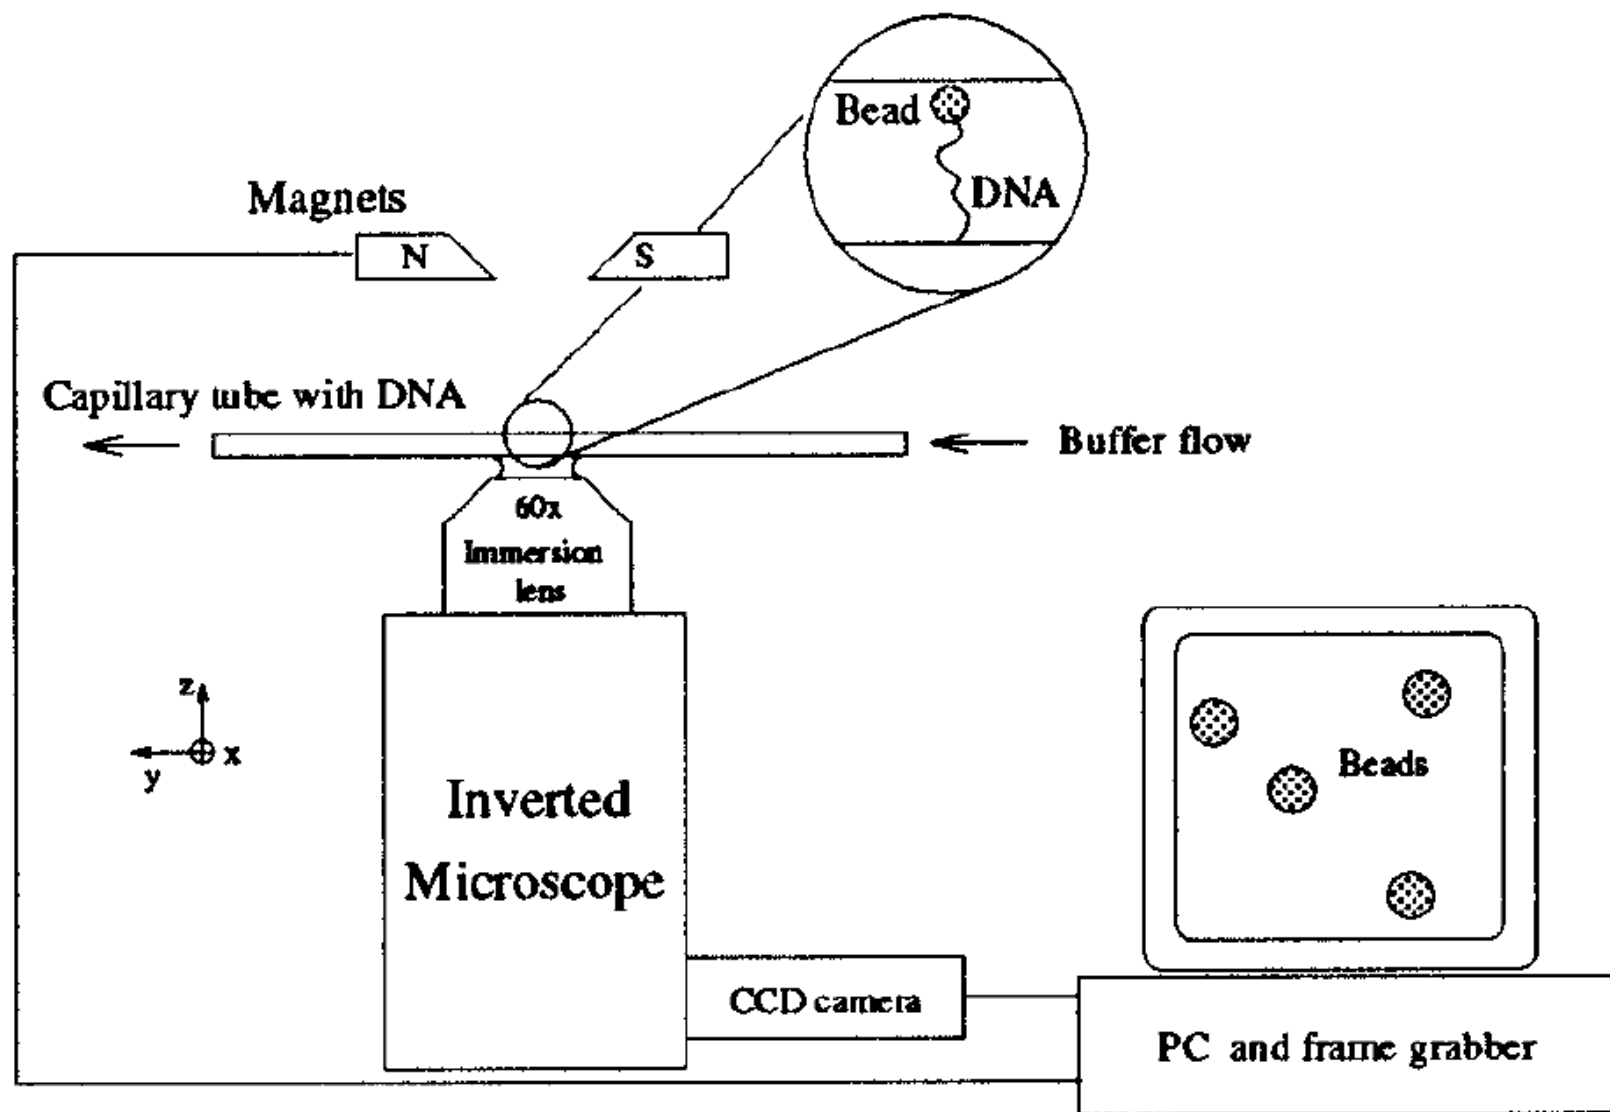 Bead
DNA
Magnets
N
S
Capillary tube with DNA
Buffer flow
60x
Immersion
lens
z
x
y
Inverted
Microscope
Beads
CCD camera
PC and frame grabber